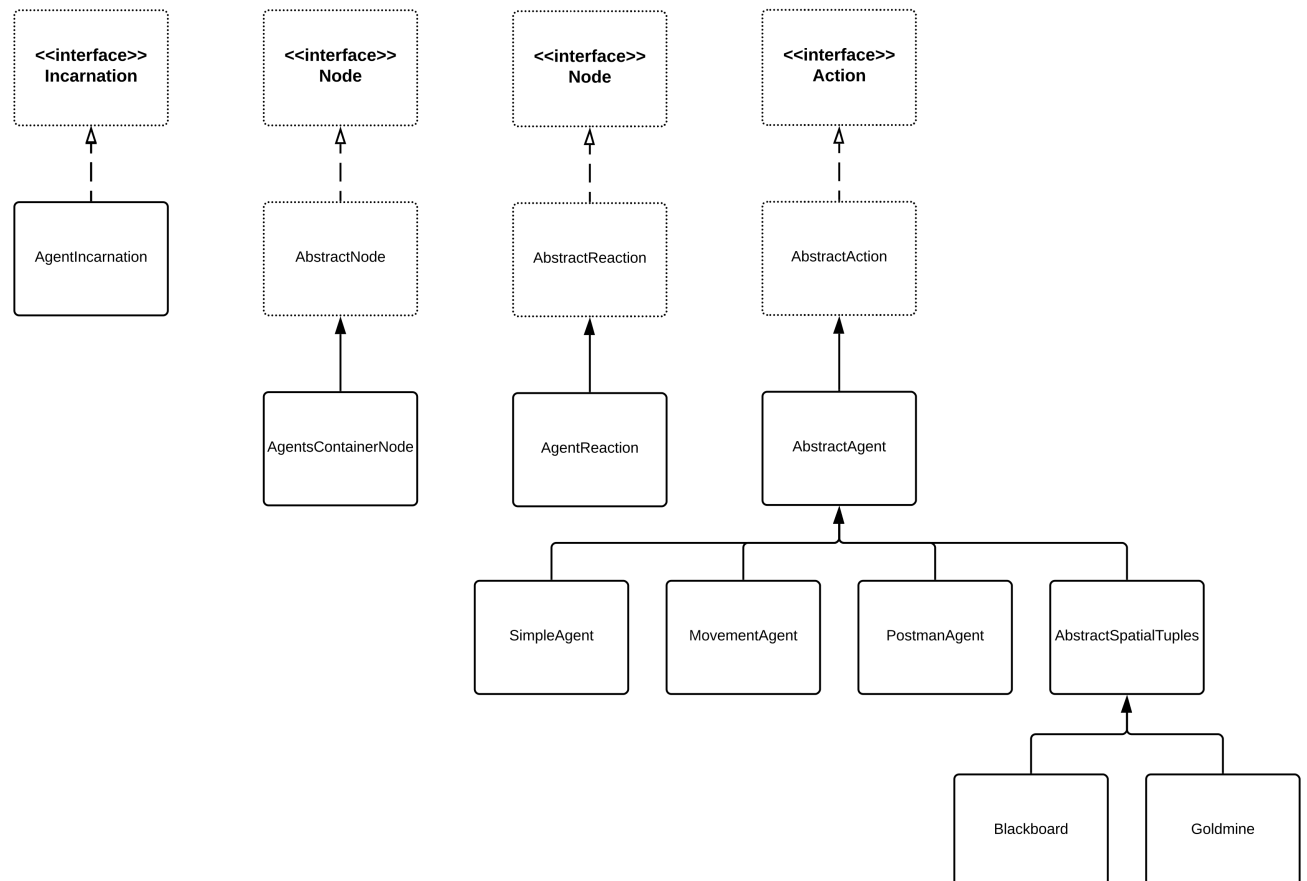 <<interface>>
Incarnation
<<interface>>
Node
<<interface>>
Node
<<interface>>
Action
AgentIncarnation
AbstractNode
AbstractReaction
AbstractAction
AgentsContainerNode
AgentReaction
AbstractAgent
SimpleAgent
MovementAgent
PostmanAgent
AbstractSpatialTuples
Blackboard
Goldmine